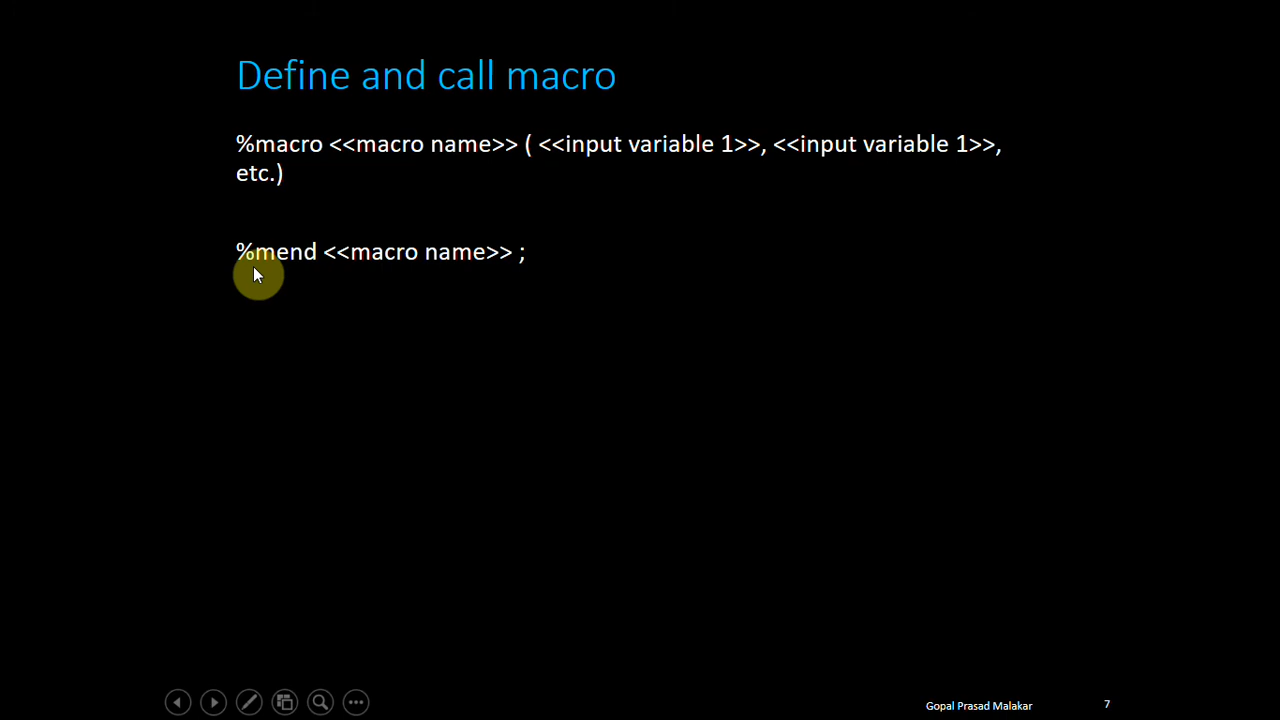 Define and call macro
%macro <<macro name>> ( <<input variable 1>>, <<input variable 1>>,
etc.)
%mend <<macro name>> ;
Gopal Prasad Malakar
7